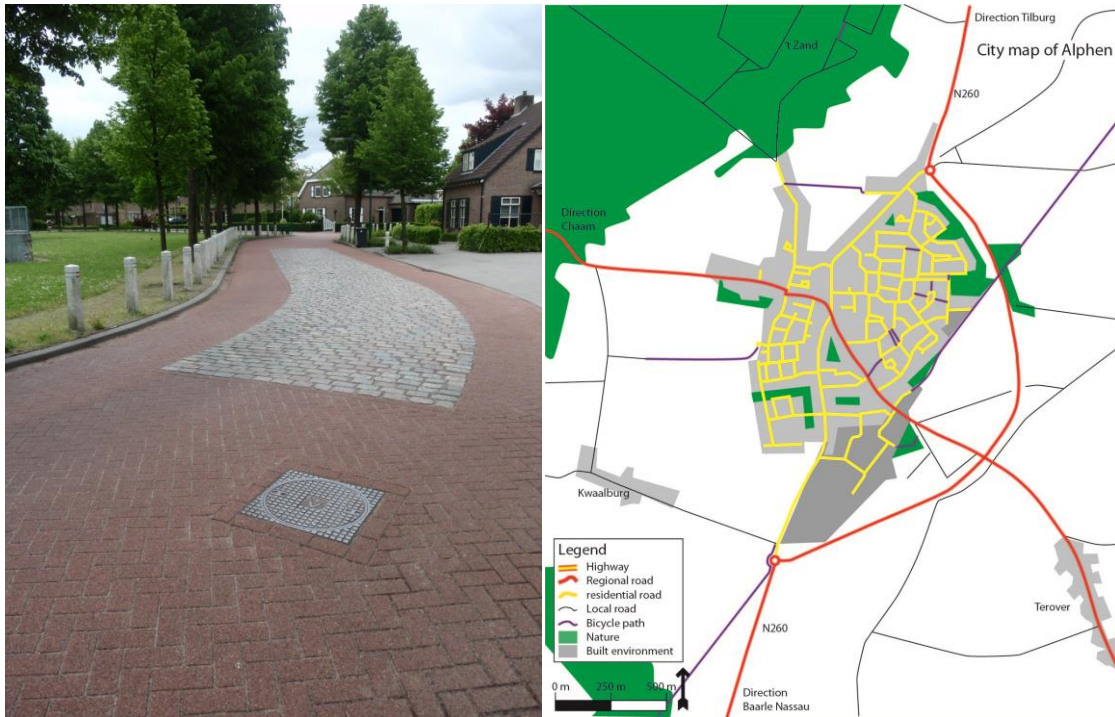 Direction Tilburg
't Zand
City map of Alphen
N260
Direction
Chaam
Kwaalburg
Legend
Highway
Regional road
residential road
Local road
Bicycle path
Nature
Built environment
0 m 250 m 500 m
N260
Direction
Baarle Nassau
Terover